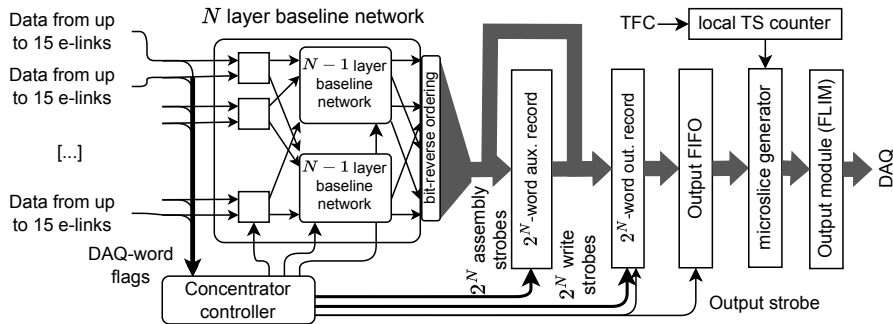 Data from up
to 15 e-links
Data from up
to 15 e-links
[...]
Data from up
to 15 e-links
DAQ-word
flags
Concentrator
controller
N layer baseline network
N − 1 layer
baseline
network
N − 1 layer
baseline
network
bit-reverse ordering
2^N assembly
strobes
2^N-word aux. record
2^N write
strobes
2^N-word out. record
Output FIFO
Output strobe
TFC
local TS counter
microslice generator
Output module (FLIM)
DAQ